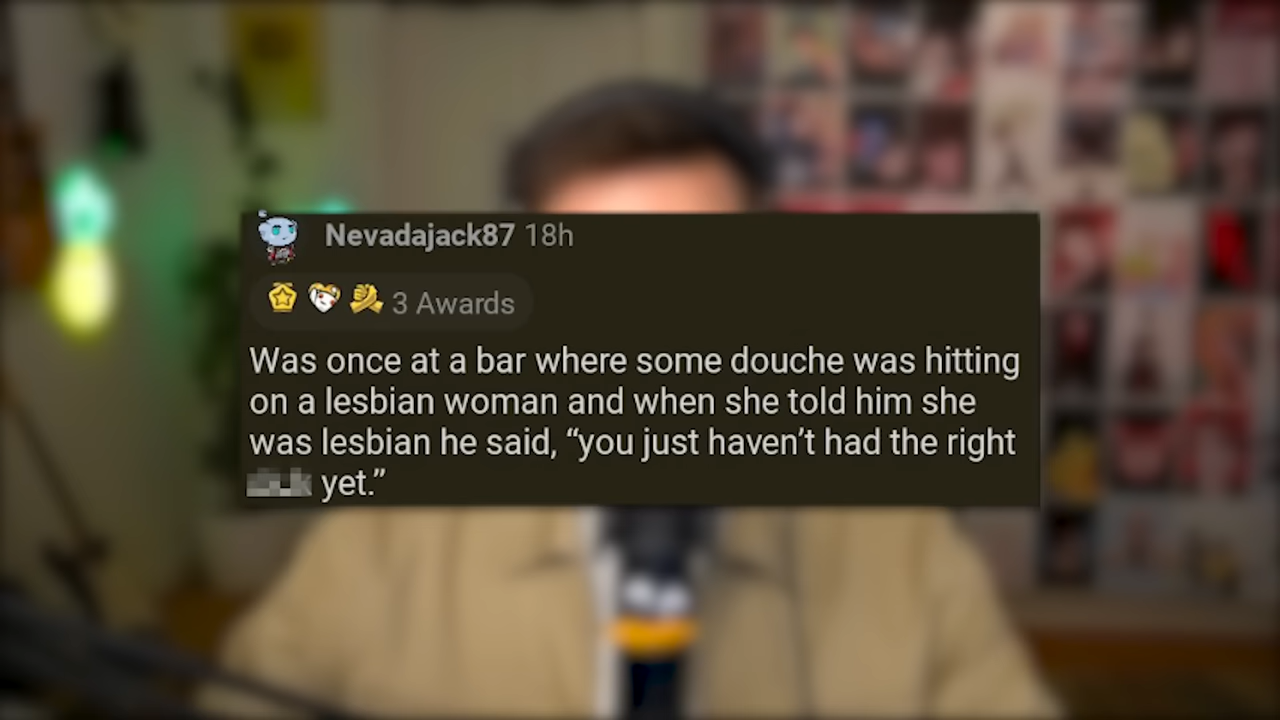 Nevadajack87 18h
3 Awards
Was once at a bar where some douche was hitting
on a lesbian woman and when she told him she
was lesbian he said, “you just haven’t had the right
yet.”